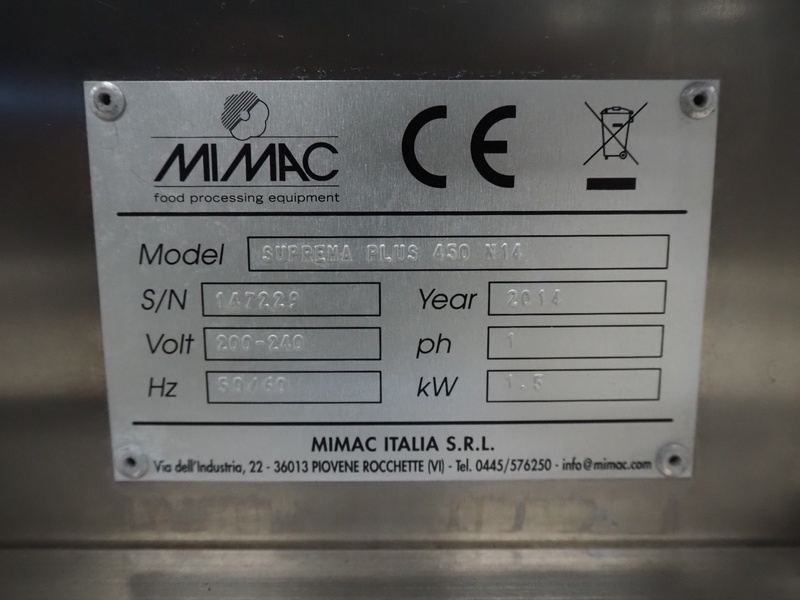 MIMAC
food processing equipment
CE
Model SUPREMA PLUS 450 N14
S/N 147229 Year 2014
Volt 200-240 ph 1
Hz 50/60 kW 1.5
MIMAC ITALIA S.R.L.
Via dell'Industria, 22 - 36013 PIOVENE ROCCHETTE (VI) - Tel. 0445/576250 - info@mimac.com